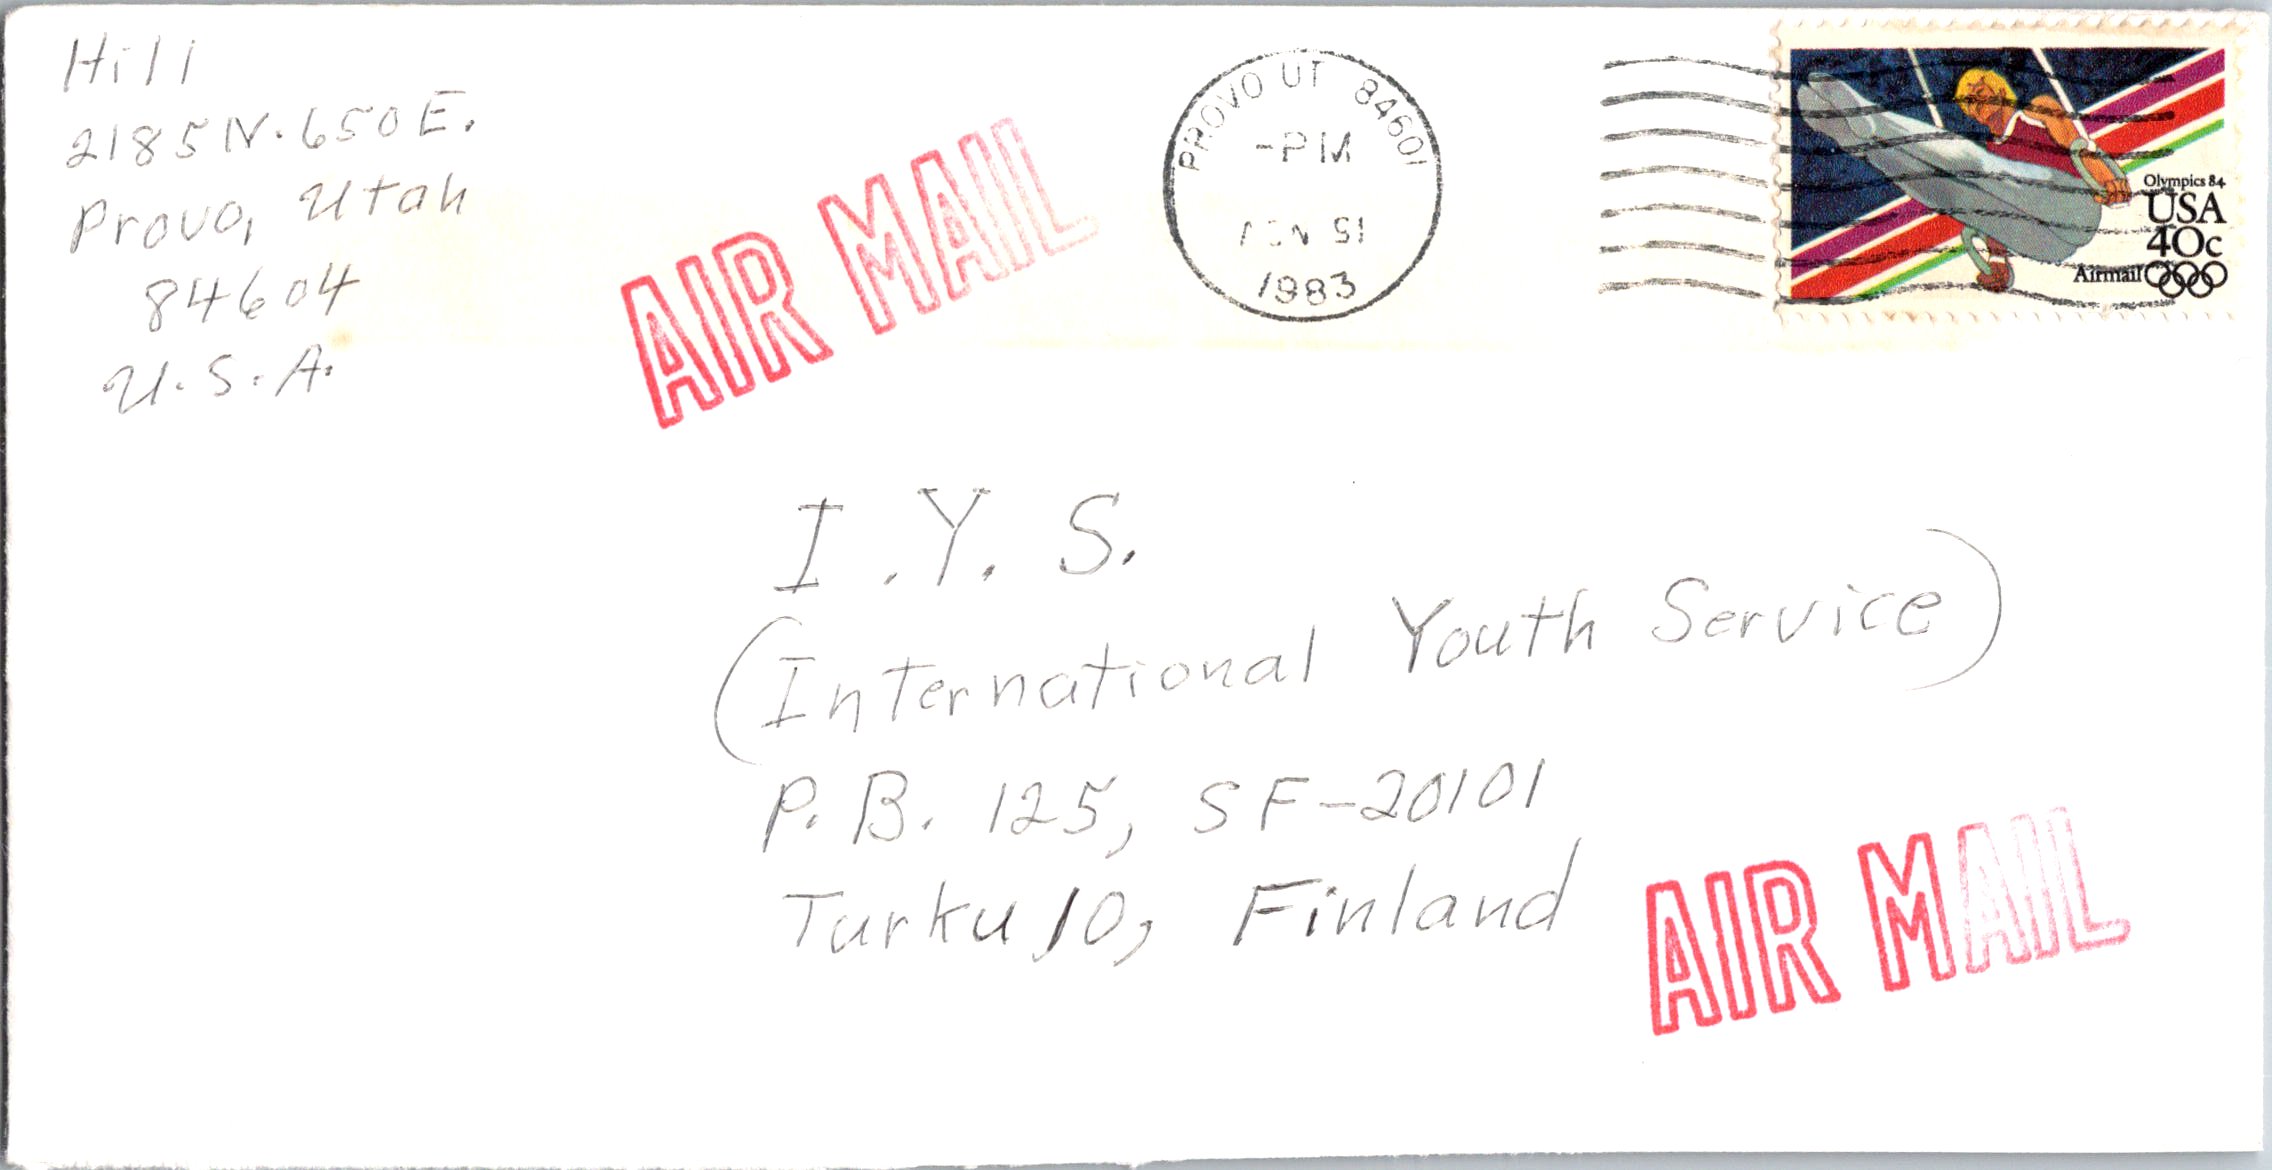 Hill
2185 N. 650 E.
Provo, Utah
84604
U.S.A.
AIR MAIL
PROVO UT 84601
-PM
1983
Olympics 84
USA
40c
Airmail
I.Y.S.
(International Youth Service)
P.B. 125, SF-20101
Turku 10, Finland
AIR MAIL